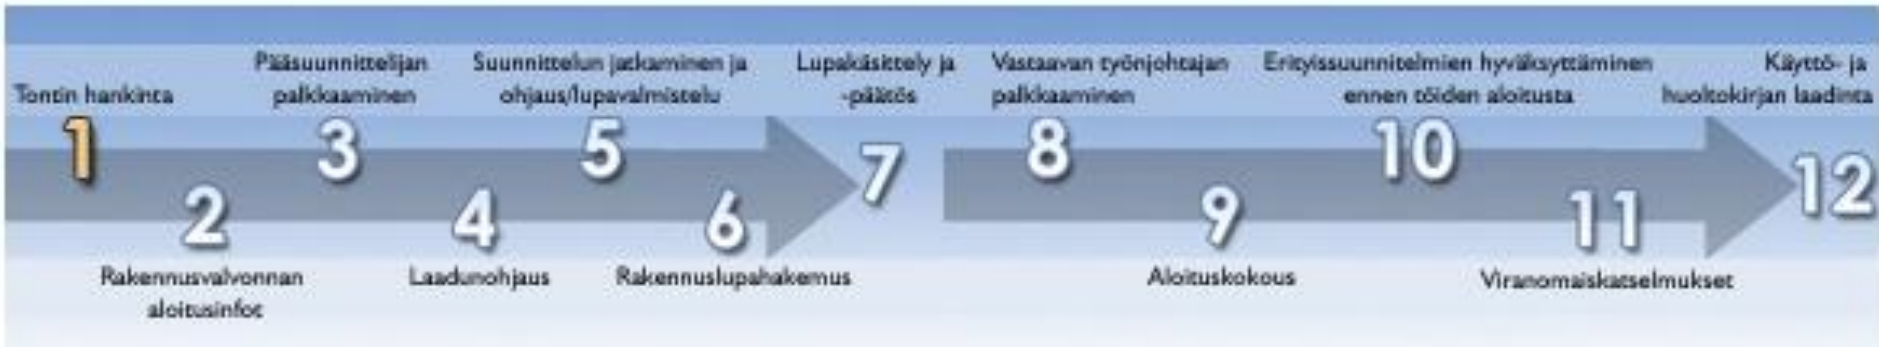 Tontin hankinta
1
2
Rakennusvalvonnan
aloitusinfot
Pääsuunnittelijan
palkkaaminen
3
4
Laadunohjaus
Suunnittelun jatkaminen ja
ohjaus/lupavalmistelu
5
6
Rakennuslupahakemus
Lupakäsittely ja
-päätös
7
Vastaavan työnjohtajan
palkkaaminen
8
9
Aloituskokous
Erityissuunnitelmien hyväksyttäminen
ennen töiden aloitusta
10
11
Viranomaiskatselmukset
Käyttö- ja
huoltokirjan laadinta
12